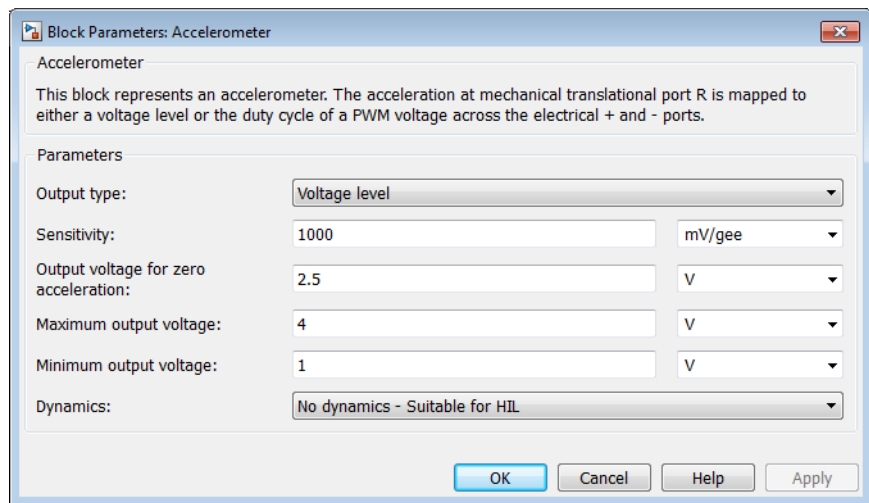 Block Parameters: Accelerometer
Accelerometer
This block represents an accelerometer. The acceleration at mechanical translational port R is mapped to
either a voltage level or the duty cycle of a PWM voltage across the electrical + and - ports.
Parameters
Output type: Voltage level
Sensitivity: 1000 mV/gee
Output voltage for zero
acceleration: 2.5 V
Maximum output voltage: 4 V
Minimum output voltage: 1 V
Dynamics: No dynamics - Suitable for HIL
OK Cancel Help Apply